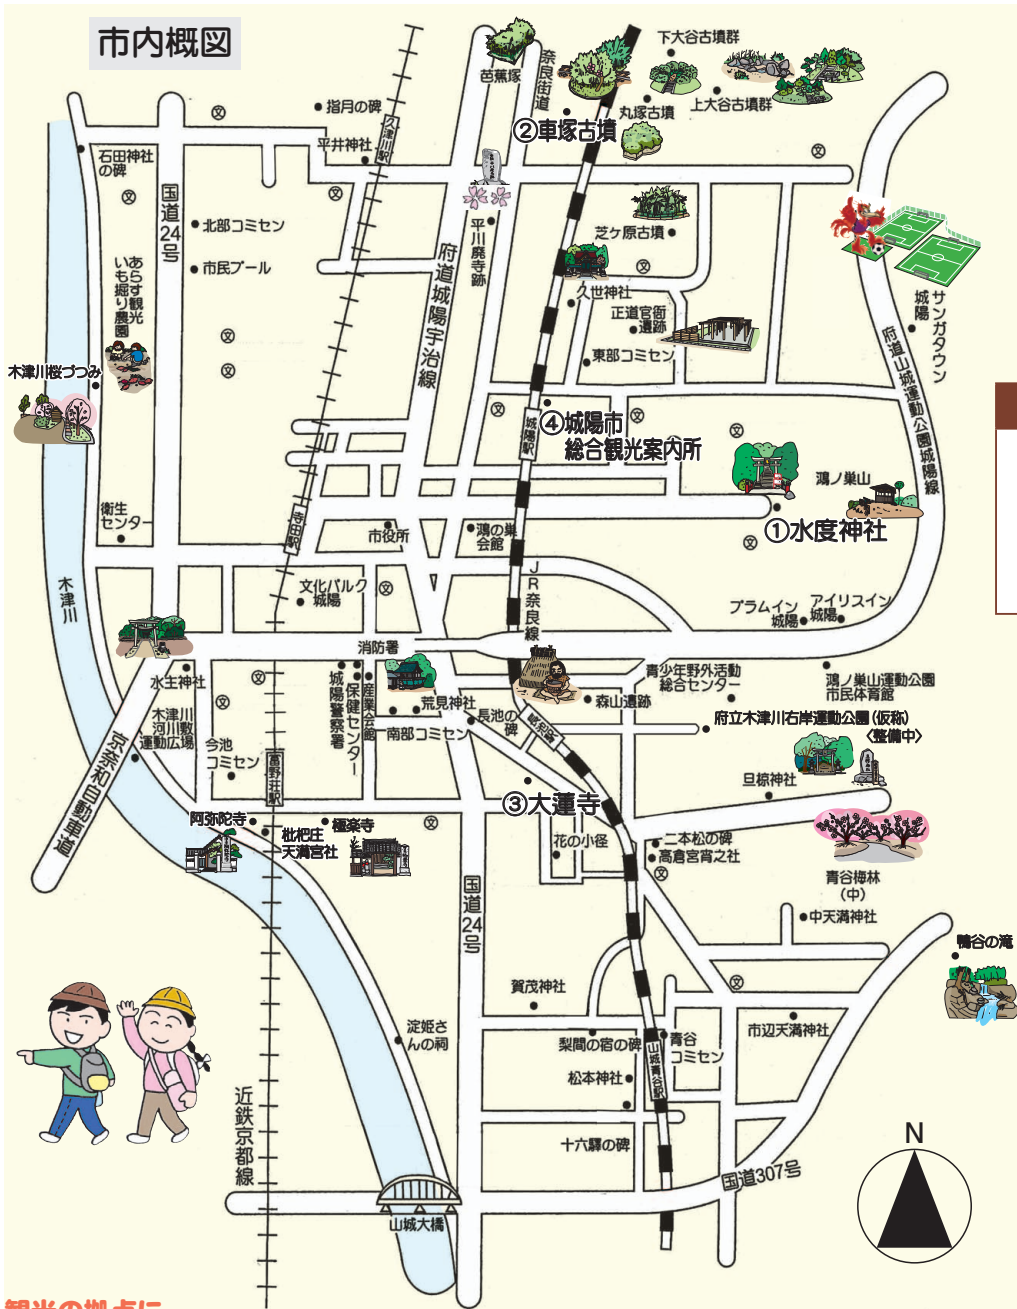 市内概図
芭蕉塚
奈良街道
下大谷古墳群
上大谷古墳群
丸塚古墳
②車塚古墳
指月の碑
平井神社
久津川駅
石田神社
の碑
国道24号
北部コミセン
市民プール
あらす観光
いも掘り農園
平川廃寺跡
府道城陽宇治線
芝ヶ原古墳
久世神社
正道官衙
遺跡
東部コミセン
サンガタウン
城陽
府道山城運動公園城陽線
木津川桜づつみ
城陽駅
④城陽市
総合観光案内所
鴻ノ巣山
①水度神社
衛生
センター
寺田駅
市役所
鴻の巣
会館
JR奈良線
木津川
文化パルク
城陽
プラムイン
城陽
アイリスイン
城陽
消防署
水生神社
城陽警察署
保健センター
産業会館
荒見神社
南部コミセン
長池の碑
長池駅
森山遺跡
青少年野外活動
総合センター
鴻ノ巣山運動公園
市民体育館
府立木津川右岸運動公園(仮称)
〈整備中〉
木津川
河川敷
運動広場
今池
コミセン
富野荘駅
京奈和自動車道
旦椋神社
③大蓮寺
阿弥陀寺
枇杷庄
天満宮社
極楽寺
花の小径
二本松の碑
高倉宮宵之社
青谷梅林
(中)
国道24号
中天満神社
鴨谷の滝
賀茂神社
淀姫さ
んの祠
梨間の宿の碑
青谷
コミセン
市辺天満神社
山城青谷駅
松本神社
近鉄京都線
十六驛の碑
国道307号
山城大橋
N
観光の拠点に